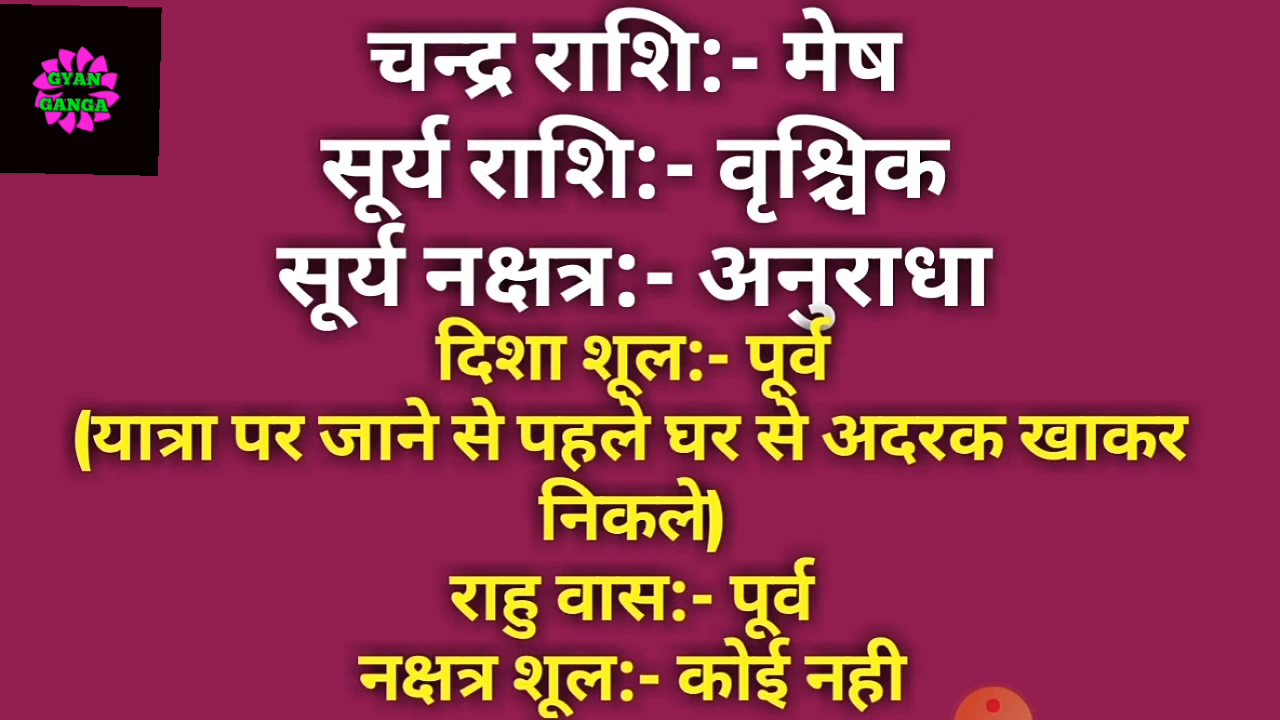 GYAN
GANGA
चन्द्र राशि:- मेष
सूर्य राशि:- वृश्चिक
सूर्य नक्षत्र:- अनुराधा
दिशा शूल:- पूर्व
(यात्रा पर जाने से पहले घर से अदरक खाकर
निकले)
राहु वास:- पूर्व
नक्षत्र शूल:- कोई नही